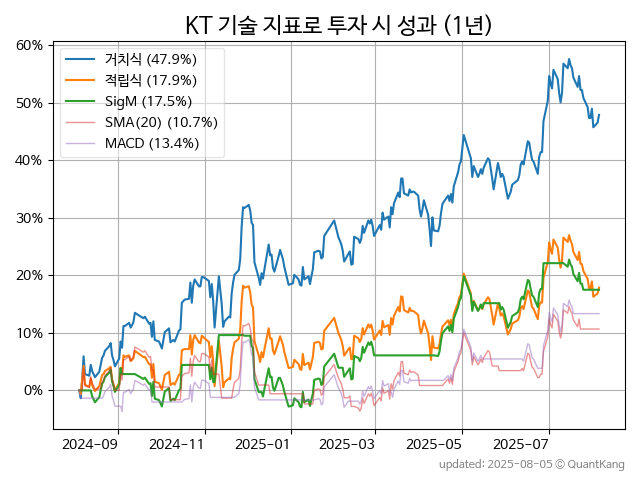 KT 기술 지표로 투자 시 성과 (1년)
60%
50%
40%
30%
20%
10%
0%
거치식 (47.9%)
적립식 (17.9%)
SigM (17.5%)
SMA(20) (10.7%)
MACD (13.4%)
2024-09 2024-11 2025-01 2025-03 2025-05 2025-07
updated: 2025-08-05 © QuantKang